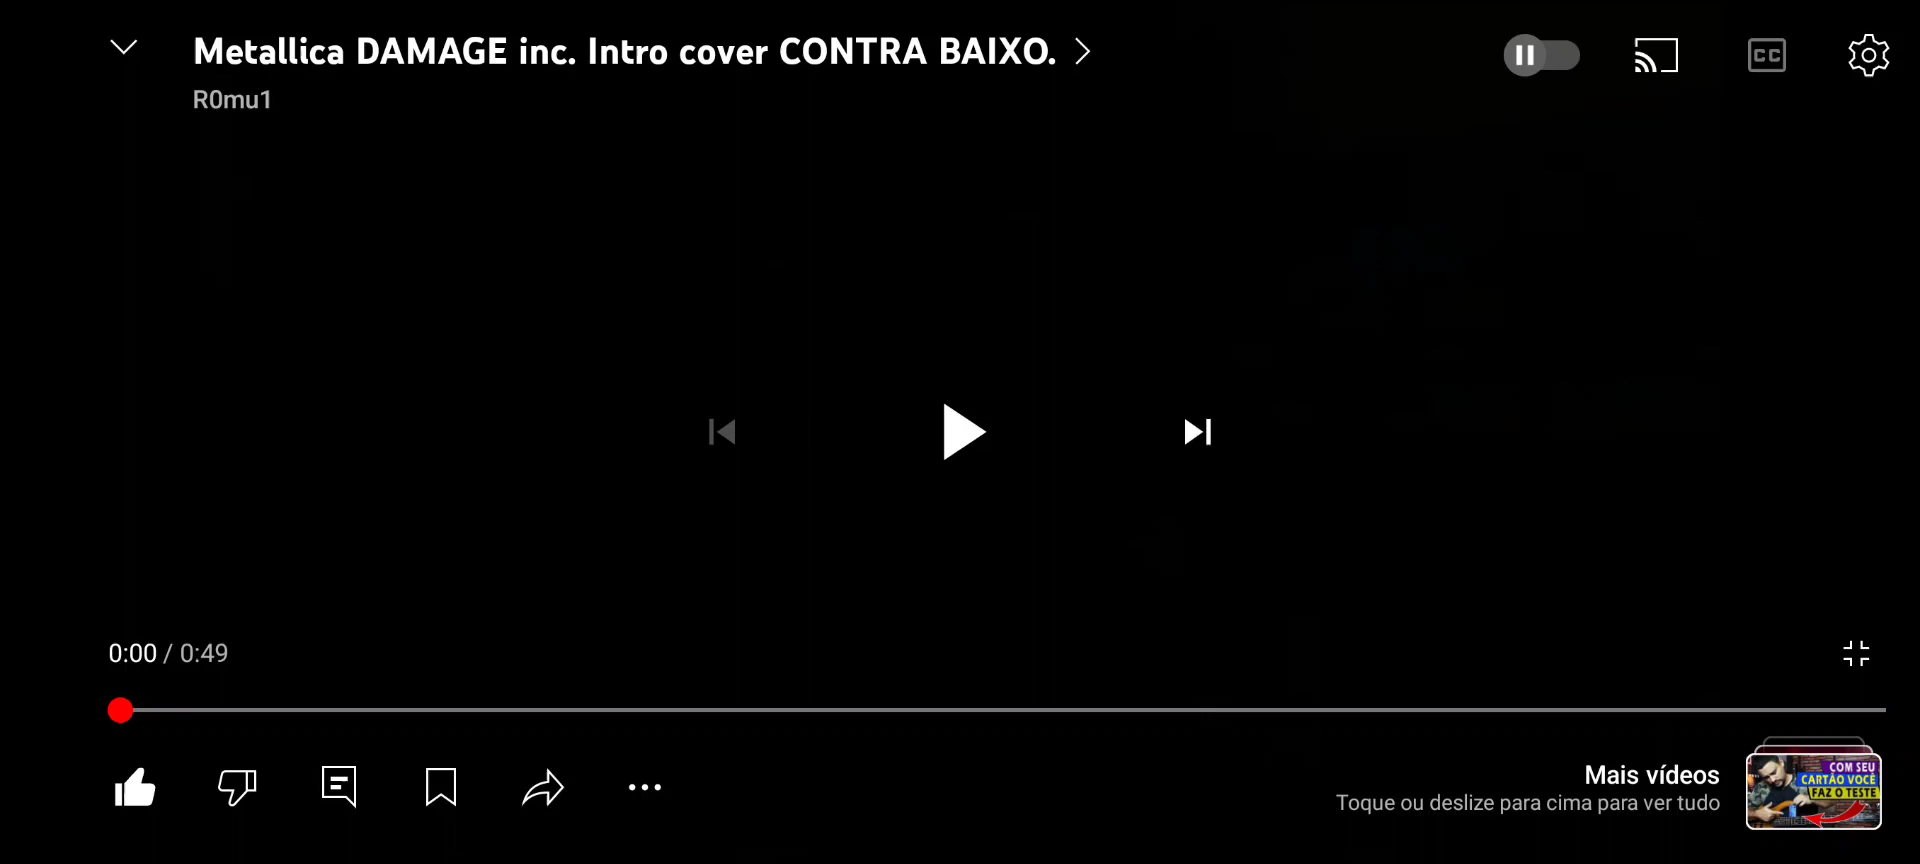 Metallica DAMAGE inc. Intro cover CONTRA BAIXO.
R0mu1
CC
0:00 / 0:49
Mais vídeos
Toque ou deslize para cima para ver tudo
COM SEU
CARTÃO VOCÊ
FAZ O TESTE